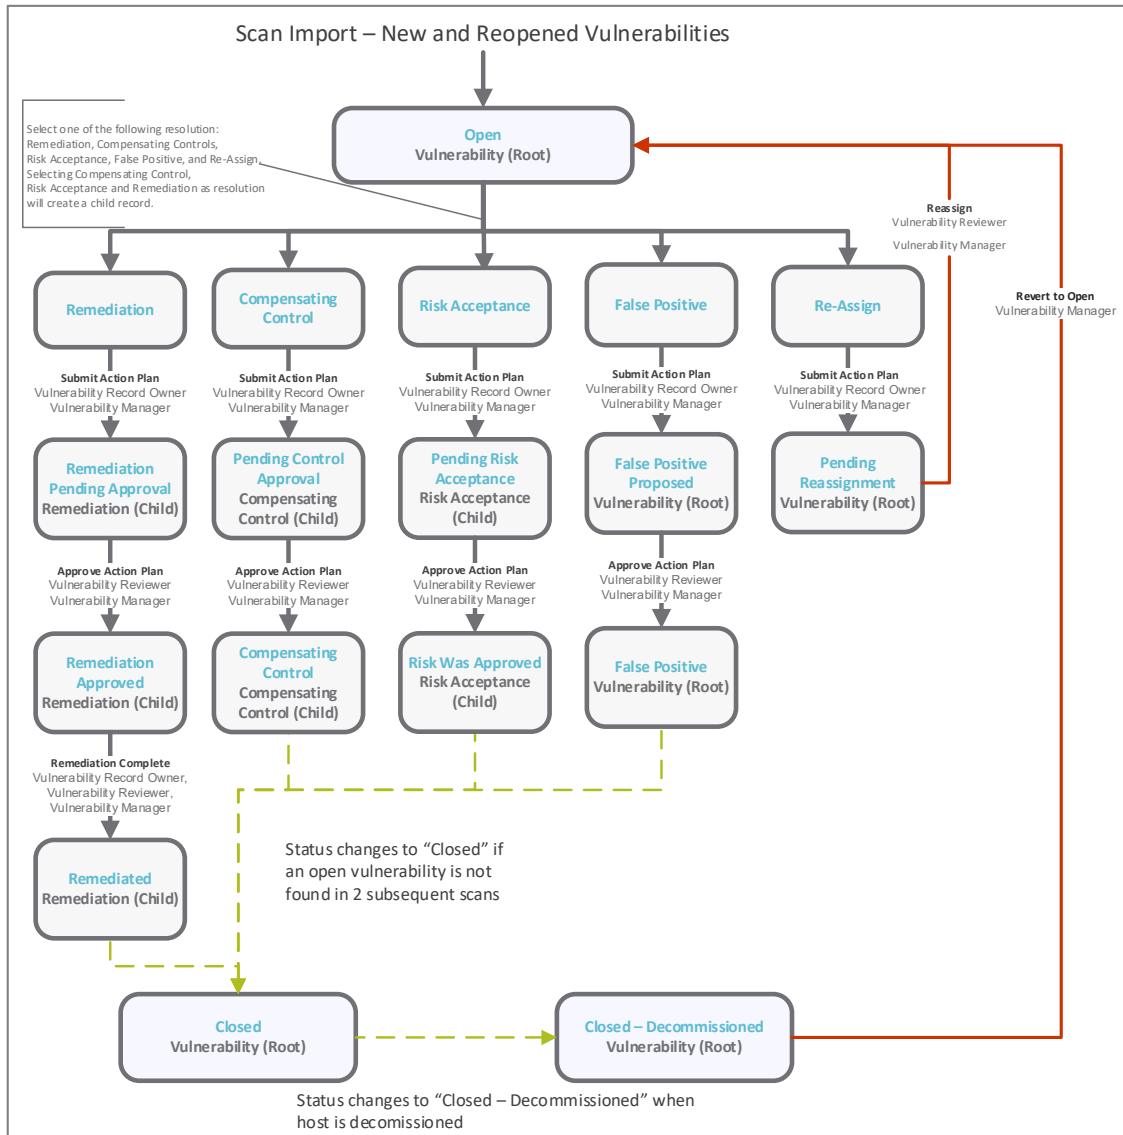 Scan Import – New and Reopened Vulnerabilities
Select one of the following resolution:
Remediation, Compensating Controls,
Risk Acceptance, False Positive, and Re-Assign,
Selecting Compensating Control,
Risk Acceptance and Remediation as resolution
will create a child record.
Open
Vulnerability (Root)
Reassign
Vulnerability Reviewer
Vulnerability Manager
Revert to Open
Vulnerability Manager
Remediation
Compensating
Control
Risk Acceptance
False Positive
Re-Assign
Submit Action Plan
Vulnerability Record Owner
Vulnerability Manager
Submit Action Plan
Vulnerability Record Owner
Vulnerability Manager
Submit Action Plan
Vulnerability Record Owner
Vulnerability Manager
Submit Action Plan
Vulnerability Record Owner
Vulnerability Manager
Submit Action Plan
Vulnerability Record Owner
Vulnerability Manager
Remediation
Pending Approval
Remediation (Child)
Pending Control
Approval
Compensating
Control (Child)
Pending Risk
Acceptance
Risk Acceptance
(Child)
False Positive
Proposed
Vulnerability (Root)
Pending
Reassignment
Vulnerability (Root)
Approve Action Plan
Vulnerability Reviewer
Vulnerability Manager
Approve Action Plan
Vulnerability Reviewer
Vulnerability Manager
Approve Action Plan
Vulnerability Reviewer
Vulnerability Manager
Approve Action Plan
Vulnerability Reviewer
Vulnerability Manager
Remediation
Approved
Remediation (Child)
Compensating
Control
Compensating
Control (Child)
Risk Was Approved
Risk Acceptance
(Child)
False Positive
Vulnerability (Root)
Remediation Complete
Vulnerability Record Owner,
Vulnerability Reviewer,
Vulnerability Manager
Remediated
Remediation (Child)
Status changes to “Closed” if
an open vulnerability is not
found in 2 subsequent scans
Closed
Vulnerability (Root)
Closed – Decommissioned
Vulnerability (Root)
Status changes to “Closed – Decommissioned” when
host is decomissioned